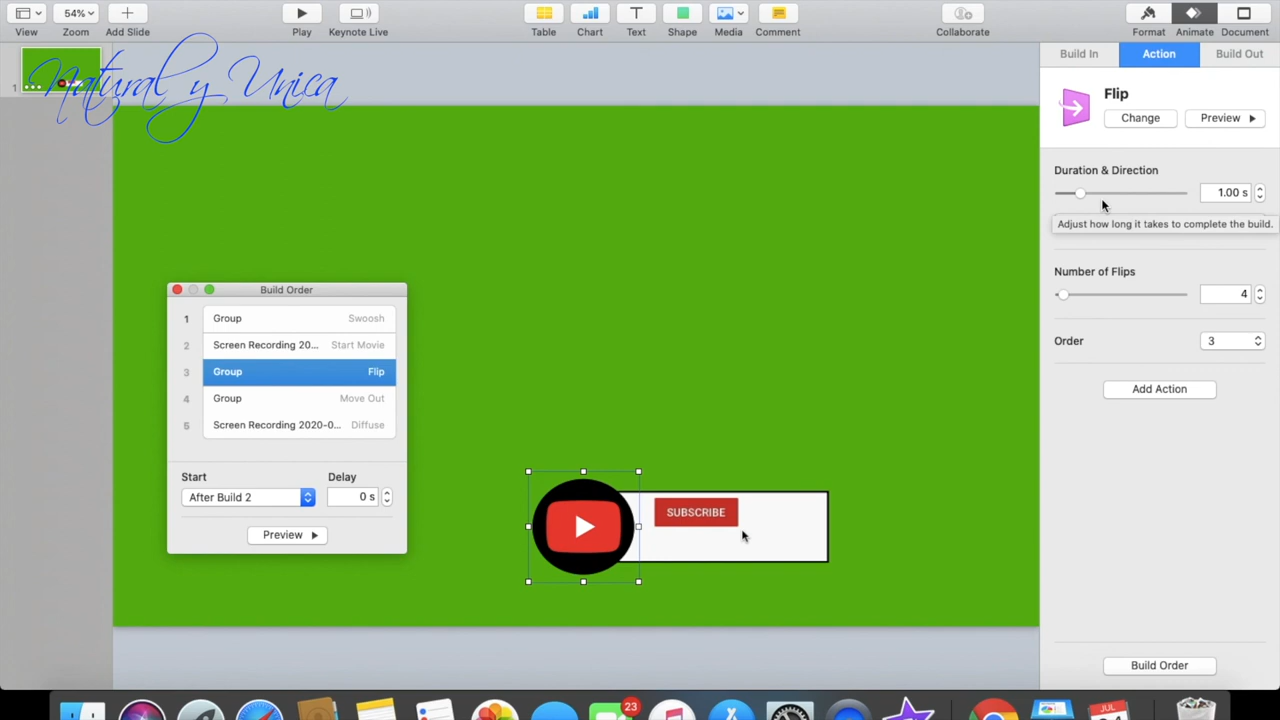 54%
View
Zoom
Add Slide
Play
Keynote Live
Table
Chart
Text
Shape
Media
Comment
Collaborate
Format
Animate
Document
Natural y Unica
1
Build In
Action
Build Out
Flip
Change
Preview
Duration & Direction
1.00 s
Adjust how long it takes to complete the build.
Number of Flips
4
Order
3
Add Action
Build Order
Build Order
1 Group Swoosh
2 Screen Recording 20... Start Movie
3 Group Flip
4 Group Move Out
5 Screen Recording 2020-0... Diffuse
Start
Delay
After Build 2
0 s
Preview
SUBSCRIBE
23
JUL